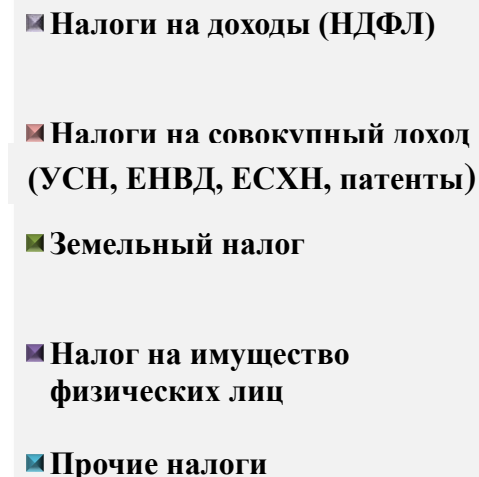 Налоги на доходы (НДФЛ)
Налоги на совокупный доход
(УСН, ЕНВД, ЕСХН, патенты)
Земельный налог
Налог на имущество
физических лиц
Прочие налоги